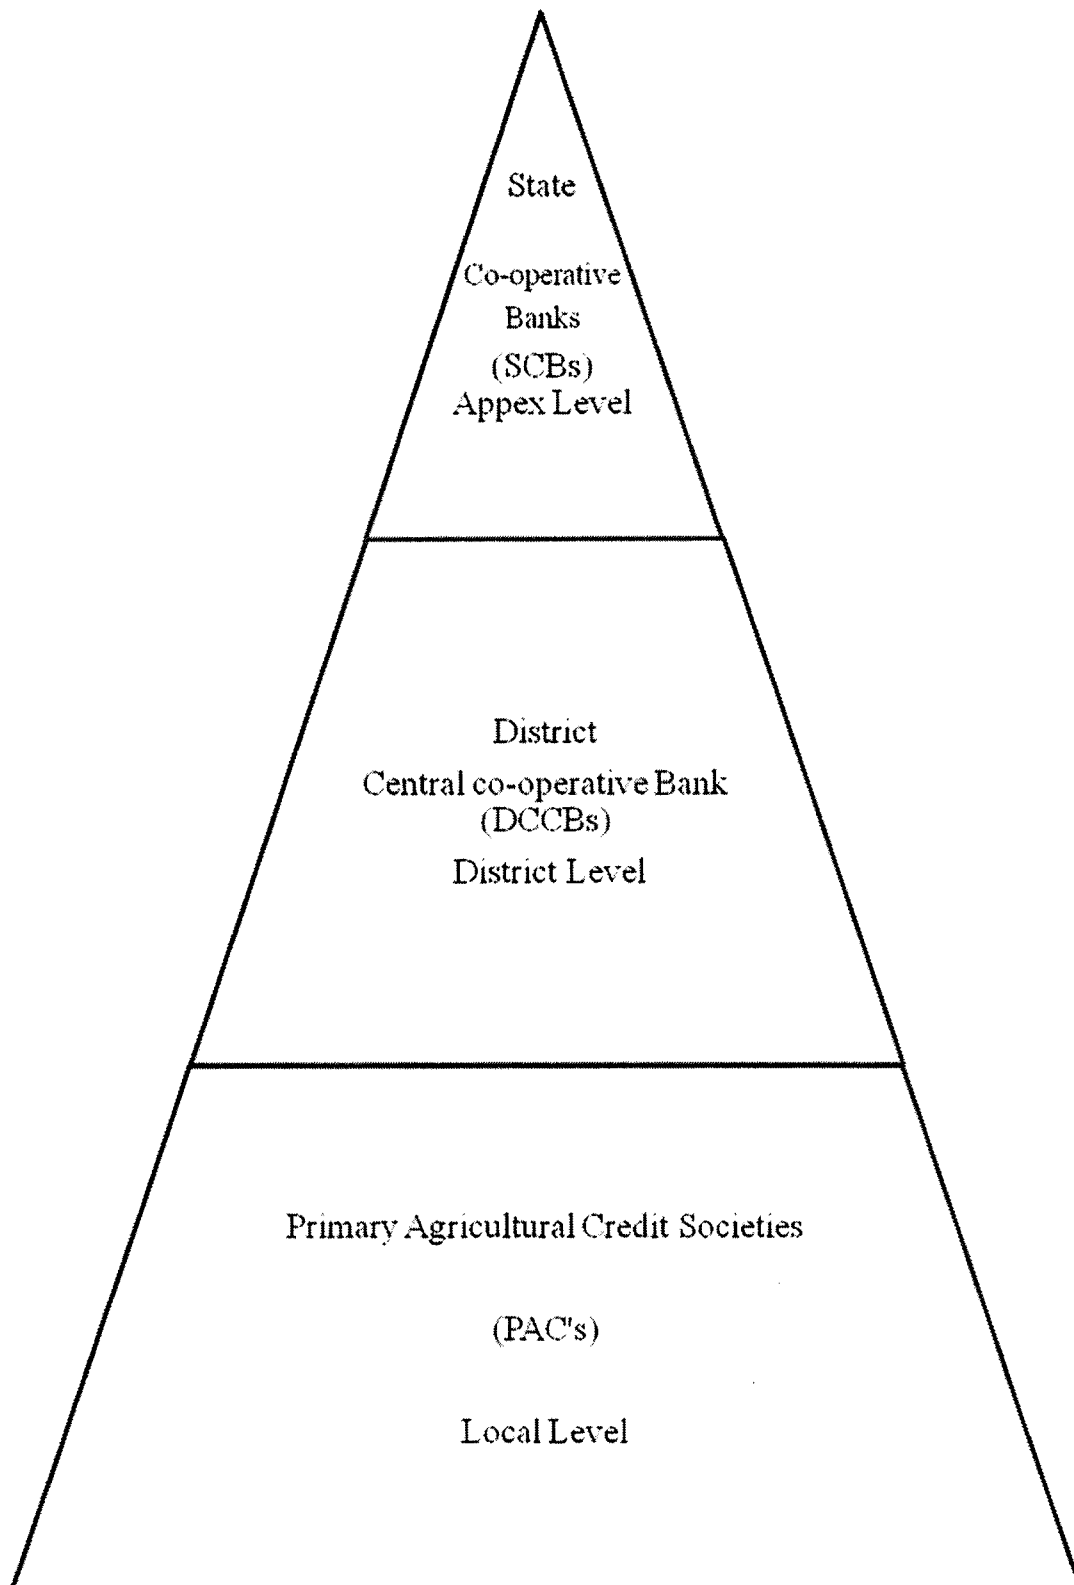 State
Co-operative
Banks
(SCBs)
Appex Level
District
Central co-operative Bank
(DCCBs)
District Level
Primary Agricultural Credit Societies
(PAC's)
Local Level